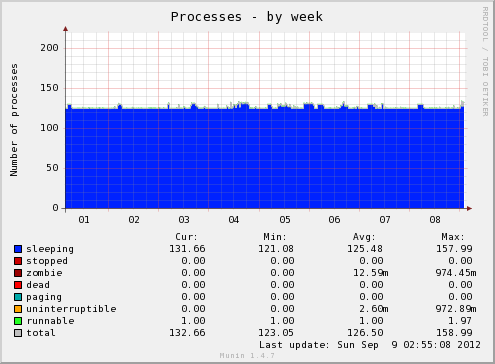 Processes - by week
RRDTOOL / TOBI OETIKER
Number of processes
200
150
100
50
0
01 02 03 04 05 06 07 08
Cur: Min: Avg: Max:
sleeping 131.66 121.08 125.48 157.99
stopped 0.00 0.00 0.00 0.00
zombie 0.00 0.00 12.59m 974.45m
dead 0.00 0.00 0.00 0.00
paging 0.00 0.00 0.00 0.00
uninterruptible 0.00 0.00 2.60m 972.89m
runnable 1.00 1.00 1.00 1.97
total 132.66 123.05 126.50 158.99
Last update: Sun Sep 9 02:55:08 2012
Munin 1.4.7